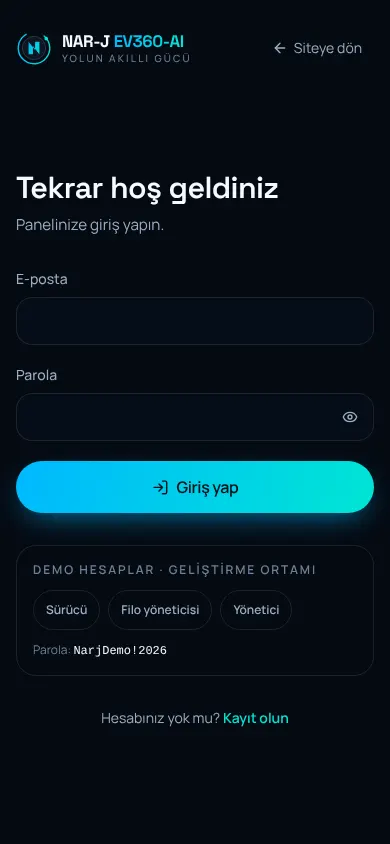 NAR-J EV360-AI
YOLUN AKILLI GÜCÜ
Siteye dön
Tekrar hoş geldiniz
Panelinize giriş yapın.
E-posta
Parola
Giriş yap
DEMO HESAPLAR · GELİŞTİRME ORTAMI
Sürücü
Filo yöneticisi
Yönetici
Parola: NarjDemo!2026
Hesabınız yok mu? Kayıt olun